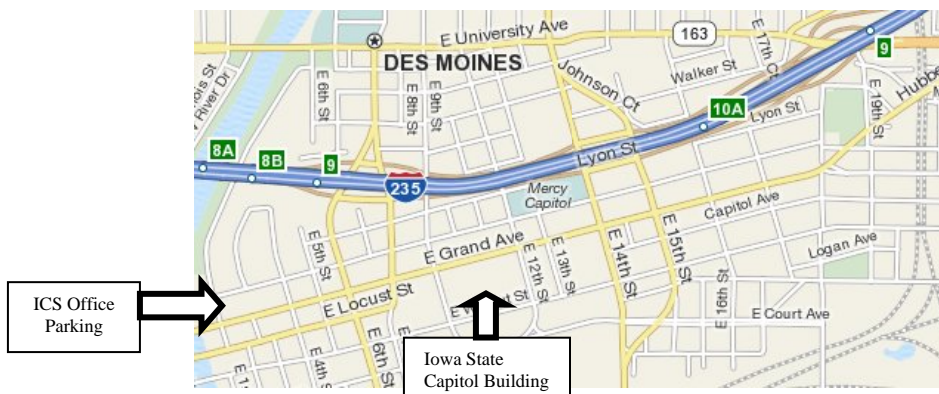 E University Ave
163
E 17th Ct
DES MOINES
9
River Dr
E 6th St
E 8th St
E 9th St
Johnson Ct
Walker St
E 19th St
10A
Lyon St
8A
8B
9
Lyon St
235
Mercy
Capitol
Capitol Ave
E 5th St
E Grand Ave
E 12th St
E 13th St
E 14th St
E 15th St
Logan Ave
ICS Office
Parking
E Locust St
E 16th St
E Court Ave
E 6th St
Iowa State
Capitol Building